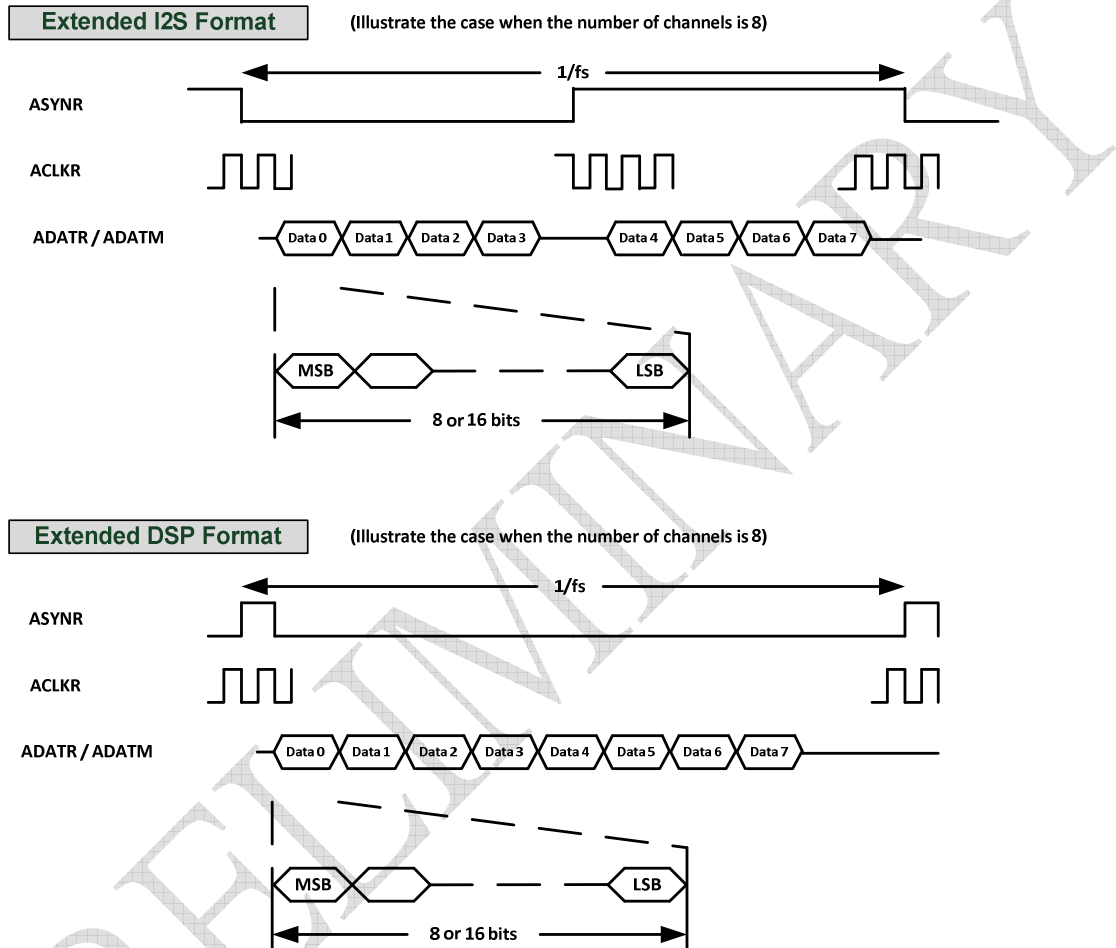 Extended I2S Format (Illustrate the case when the number of channels is 8)
1/fs
ASYNR
ACLKR
ADATR / ADATM Data 0 Data 1 Data 2 Data 3 Data 4 Data 5 Data 6 Data 7
MSB LSB
8 or 16 bits
Extended DSP Format (Illustrate the case when the number of channels is 8)
1/fs
ASYNR
ACLKR
ADATR / ADATM Data 0 Data 1 Data 2 Data 3 Data 4 Data 5 Data 6 Data 7
MSB LSB
8 or 16 bits
RELIMINARY